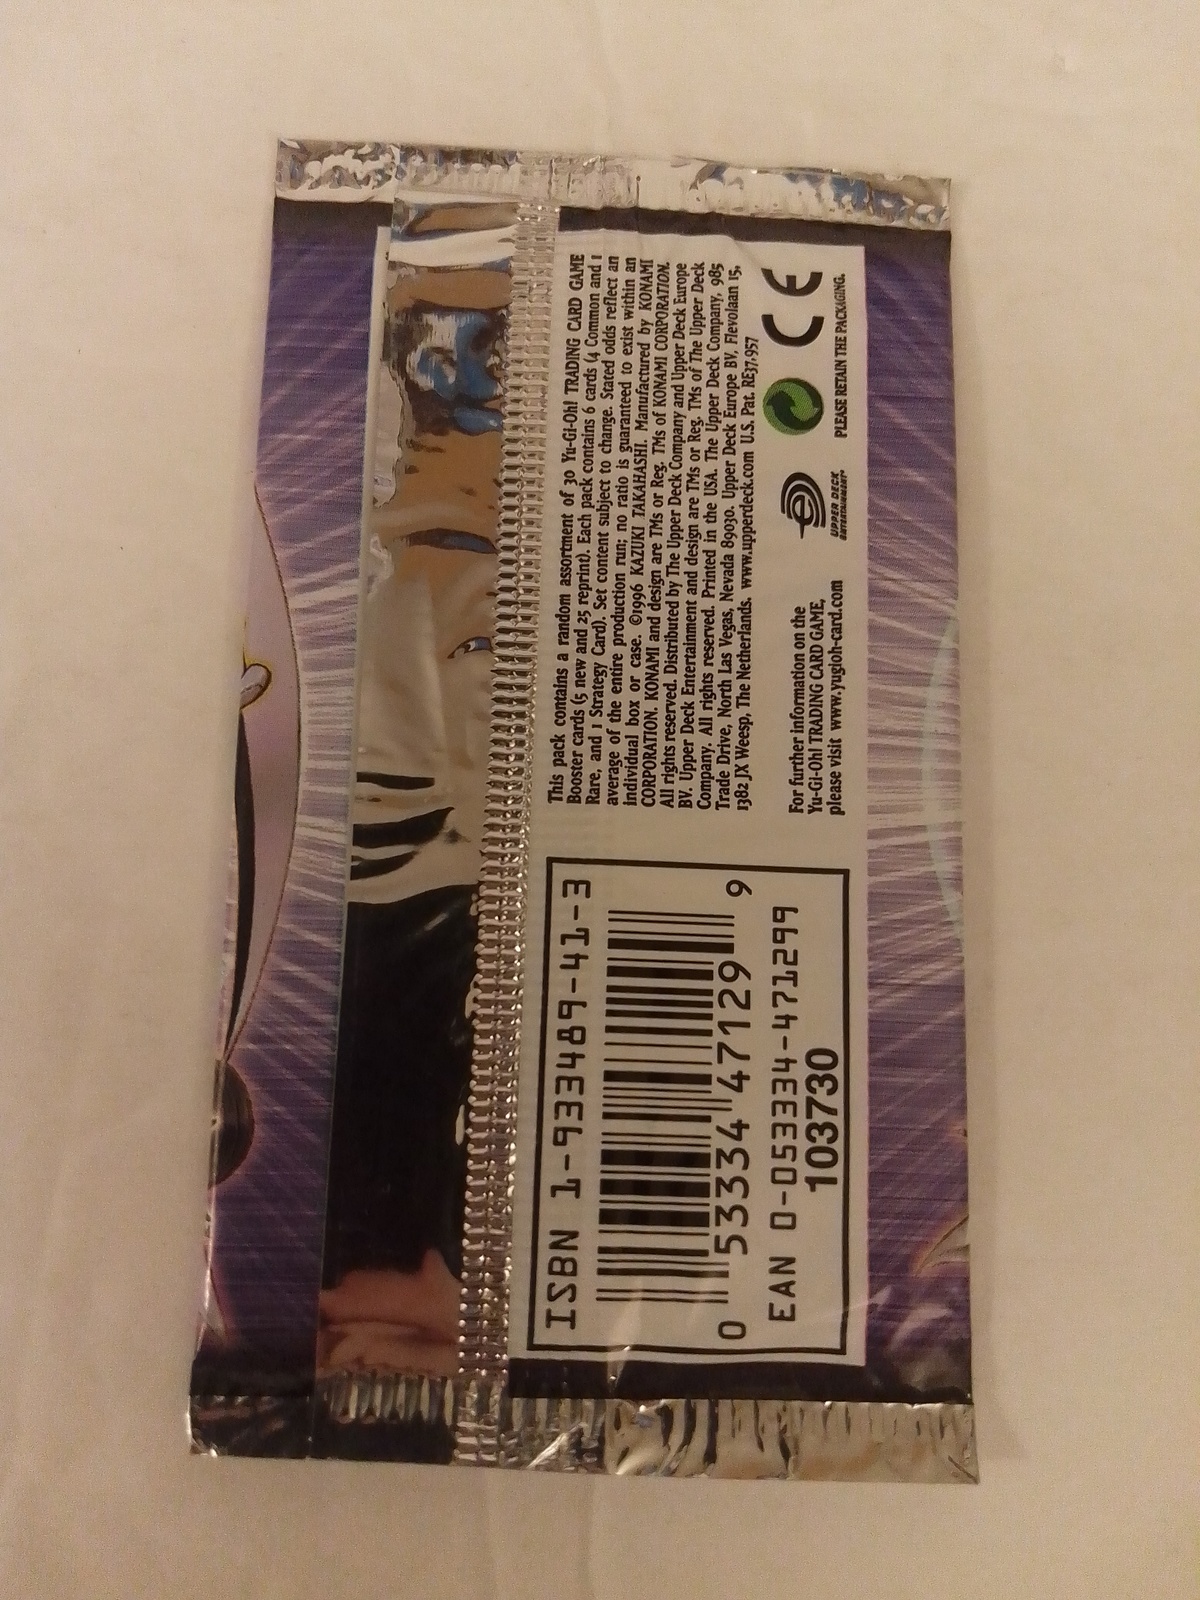 This pack contains a random assortment of 30 Yu-Gi-Oh! TRADING CARD GAME
Booster cards (5 new and 25 reprint). Each pack contains 6 cards (4 Common and 1
Rare, and 1 Strategy Card). Set content subject to change. Stated odds reflect an
average of the entire production run; no ratio is guaranteed to exist within an
individual box or case. ©1996 KAZUKI TAKAHASHI. Manufactured by KONAMI
CORPORATION. KONAMI and design are TMs or Reg. TMs of KONAMI CORPORATION.
All rights reserved. Distributed by The Upper Deck Company and Upper Deck Europe
BV. Upper Deck Entertainment and design are TMs or Reg. TMs of The Upper Deck
Company. All rights reserved. Printed in the USA. The Upper Deck Company, 985
Trade Drive, North Las Vegas, Nevada 89030. Upper Deck Europe BV, Flevolaan 15,
1382 JX Weesp, The Netherlands. www.upperdeck.com U.S. Pat. RE37,957
For further information on the
Yu-Gi-Oh! TRADING CARD GAME,
please visit www.yugioh-card.com
e
UPPER DECK
ENTERTAINMENT
CE
PLEASE RETAIN THE PACKAGING.
ISBN 1-933489-41-3
0 53334 47129 9
EAN 0-053334-471299
103730